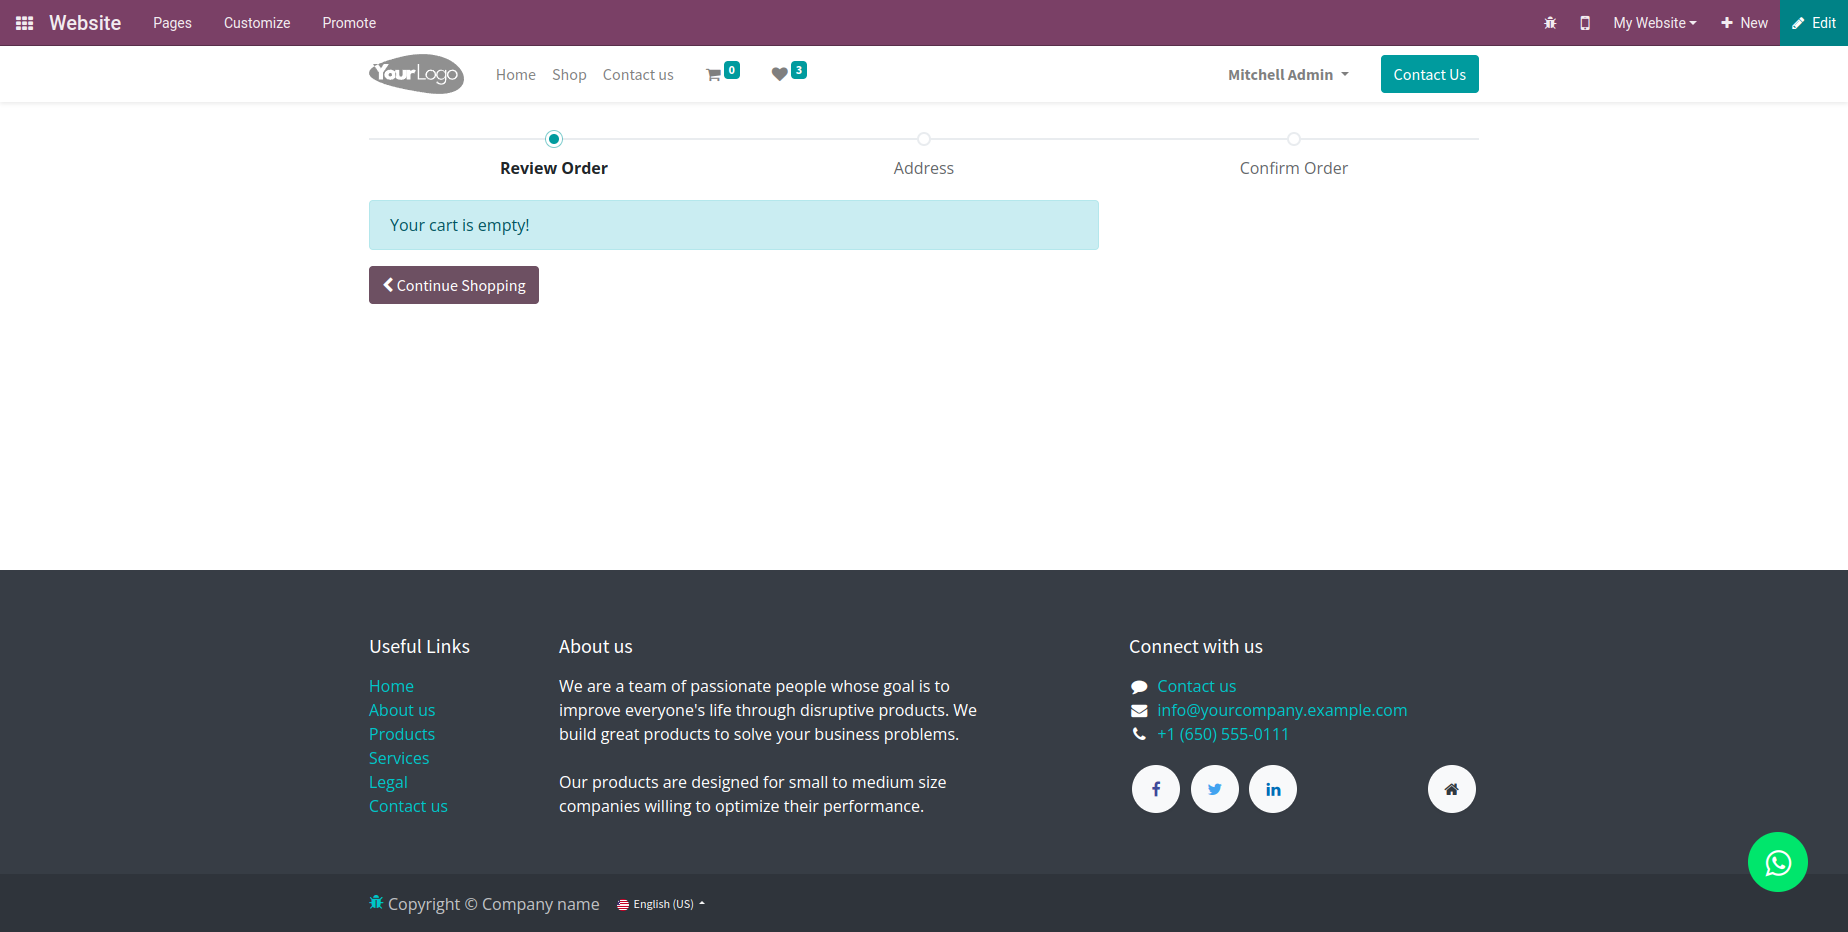 Website Pages Customize Promote My Website New Edit
YourLogo Home Shop Contact us 0 3 Mitchell Admin Contact Us
Review Order Address Confirm Order
Your cart is empty!
Continue Shopping
Useful Links
Home
About us
Products
Services
Legal
Contact us
About us
We are a team of passionate people whose goal is to
improve everyone's life through disruptive products. We
build great products to solve your business problems.
Our products are designed for small to medium size
companies willing to optimize their performance.
Connect with us
Contact us
info@yourcompany.example.com
+1 (650) 555-0111
f
in
Copyright © Company name English (US)